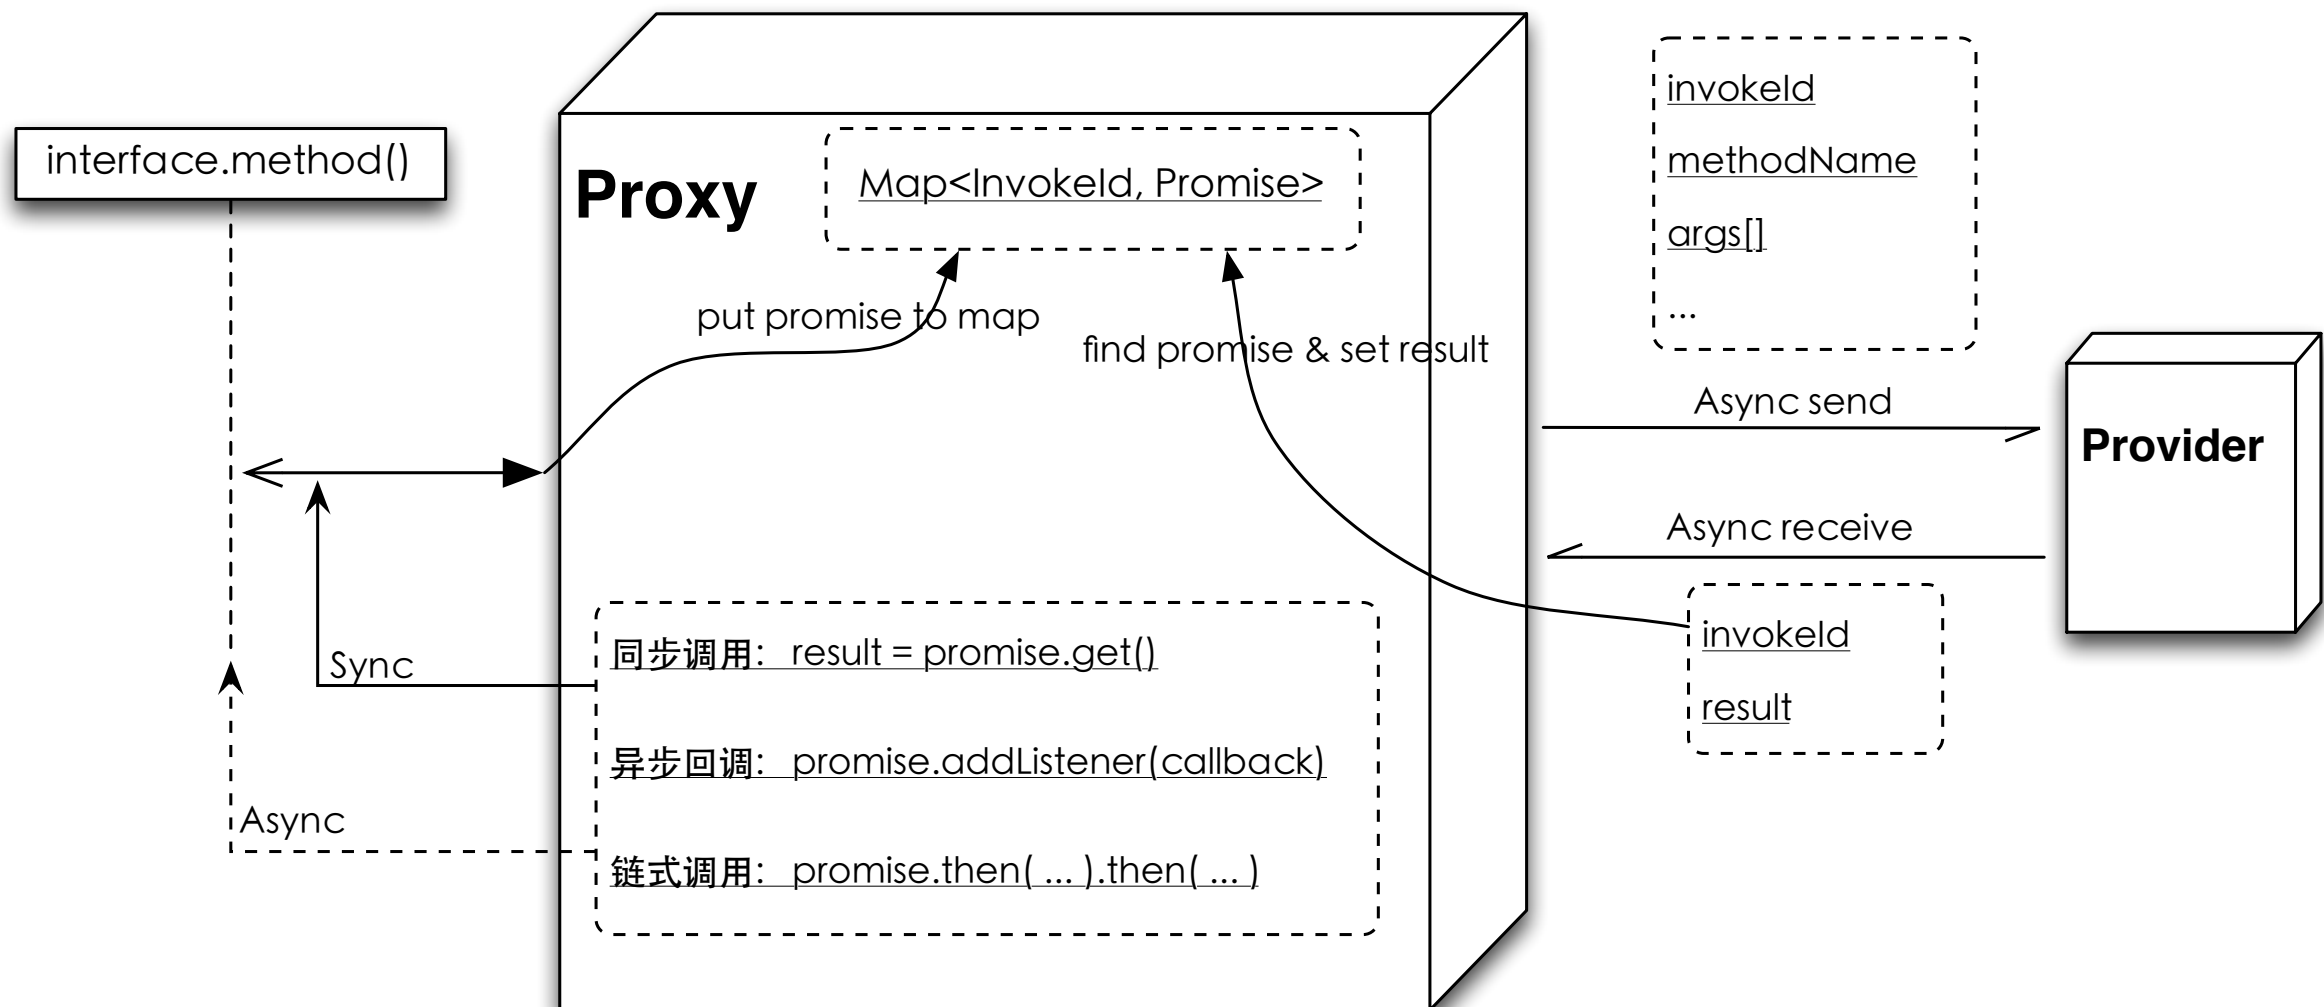 interface.method()
Proxy
Map<InvokeId, Promise>
put promise to map
find promise & set result
invokeId
methodName
args[]
...
Async send
Provider
Async receive
invokeId
result
Sync
同步调用： result = promise.get()
异步回调： promise.addListener(callback)
Async
链式调用： promise.then( ... ).then( ... )